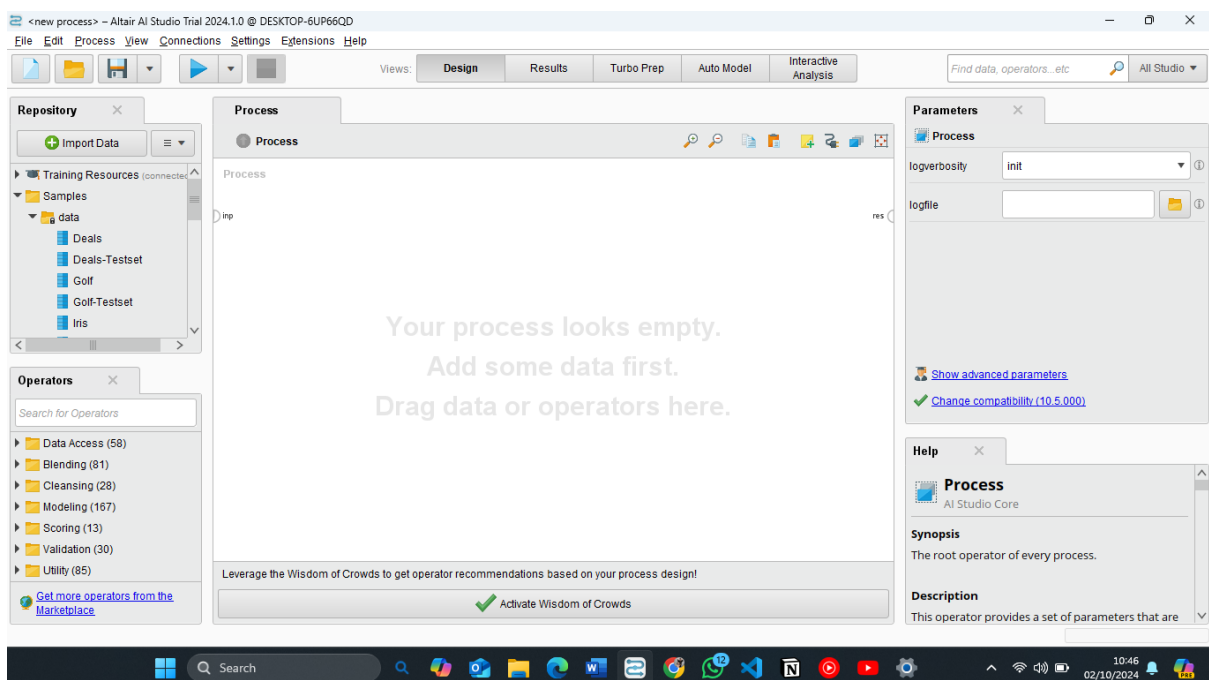 <new process> – Altair AI Studio Trial 2024.1.0 @ DESKTOP-6UP66QD
File Edit Process View Connections Settings Extensions Help
Views: Design Results Turbo Prep Auto Model Interactive Analysis
Find data, operators...etc
All Studio
Repository
Import Data
Training Resources (connected
Samples
data
Deals
Deals-Testset
Golf
Golf-Testset
Iris
Operators
Search for Operators
Data Access (58)
Blending (81)
Cleansing (28)
Modeling (167)
Scoring (13)
Validation (30)
Utility (85)
Get more operators from the
Marketplace
Process
Process
Process
inp
res
Your process looks empty.
Add some data first.
Drag data or operators here.
Leverage the Wisdom of Crowds to get operator recommendations based on your process design!
Activate Wisdom of Crowds
Parameters
Process
logverbosity init
logfile
Show advanced parameters
Change compatibility (10.5.000)
Help
Process
AI Studio Core
Synopsis
The root operator of every process.
Description
This operator provides a set of parameters that are
Search
12
PRE
10:46
02/10/2024